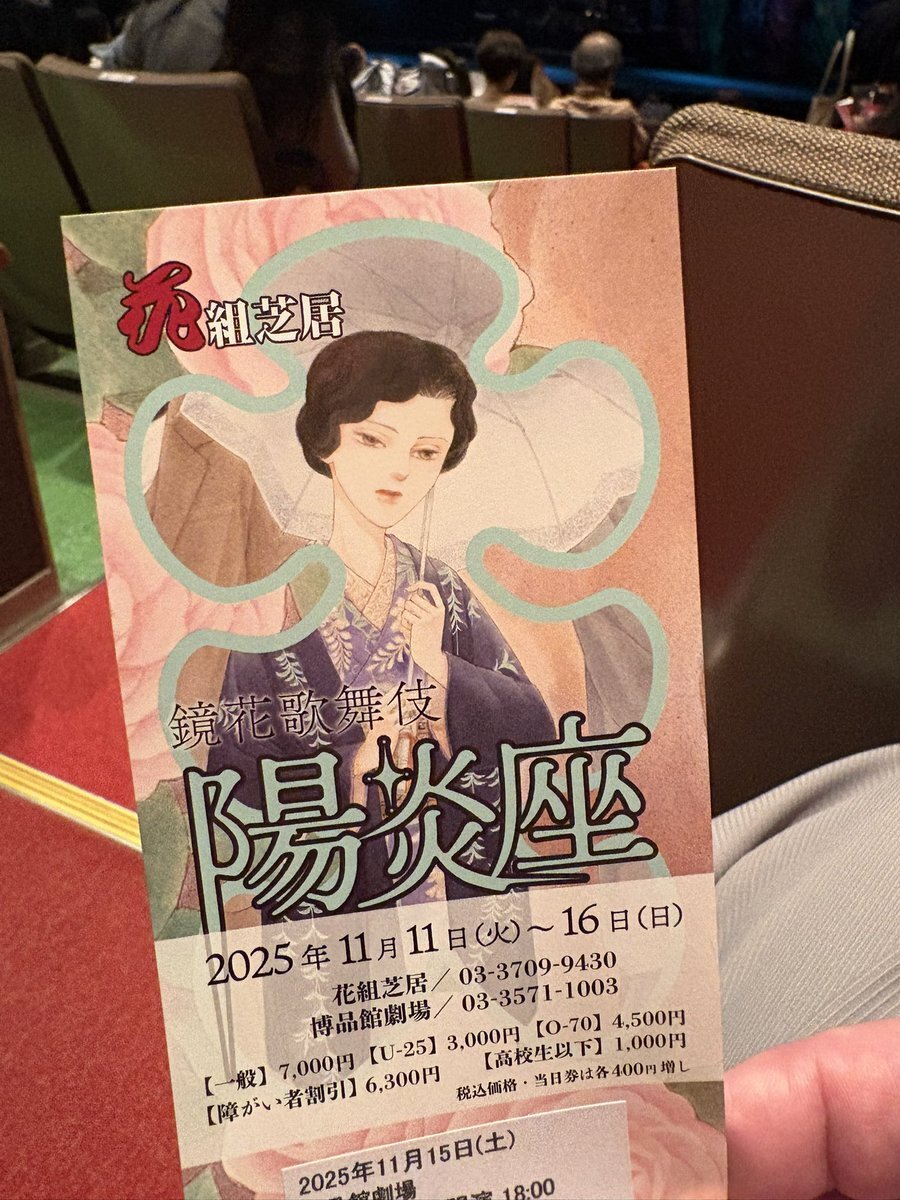 花組芝居
鏡花歌舞伎
陽炎座
2025年11月11日(火)〜16日(日)
花組芝居／03-3709-9430
博品館劇場／03-3571-1003
【一般】7,000円【U-25】3,000円【O-70】4,500円
【障がい者割引】6,300円【高校生以下】1,000円
税込価格・当日券は各400円増し
2025年11月15日(土)
館劇場
18:00